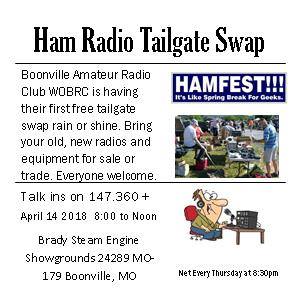 Ham Radio Tailgate Swap
Boonville Amateur Radio
Club W0BRC is having
their first free tailgate
swap rain or shine. Bring
your old, new radios and
equipment for sale or
trade. Everyone welcome.
HAMFEST!!!
It's Like Spring Break For Geeks.
Talk ins on 147.360 +
April 14 2018 8:00 to Noon
Brady Steam Engine
Showgrounds 24289 MO-
179 Boonville, MO
Net Every Thursday at 8:30pm